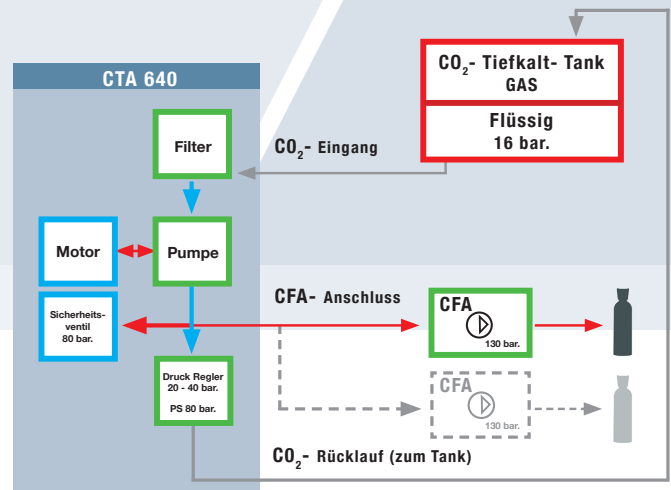 CTA 640
CO₂- Tiefkalt- Tank
GAS
Flüssig
16 bar.
Filter
CO₂- Eingang
Motor
Pumpe
Sicherheits-
ventil
80 bar.
CFA- Anschluss
CFA
130 bar.
Druck Regler
20 - 40 bar.
PS 80 bar.
CFA
130 bar.
CO₂- Rücklauf (zum Tank)